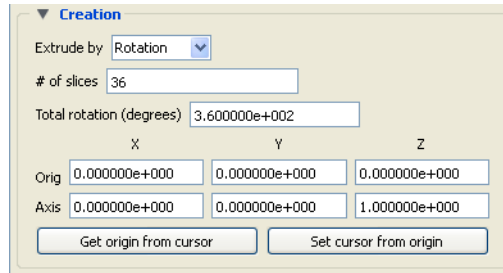 Creation
Extrude by Rotation
# of slices 36
Total rotation (degrees) 3.600000e+002
X Y Z
Orig 0.000000e+000 0.000000e+000 0.000000e+000
Axis 0.000000e+000 0.000000e+000 1.000000e+000
Get origin from cursor Set cursor from origin